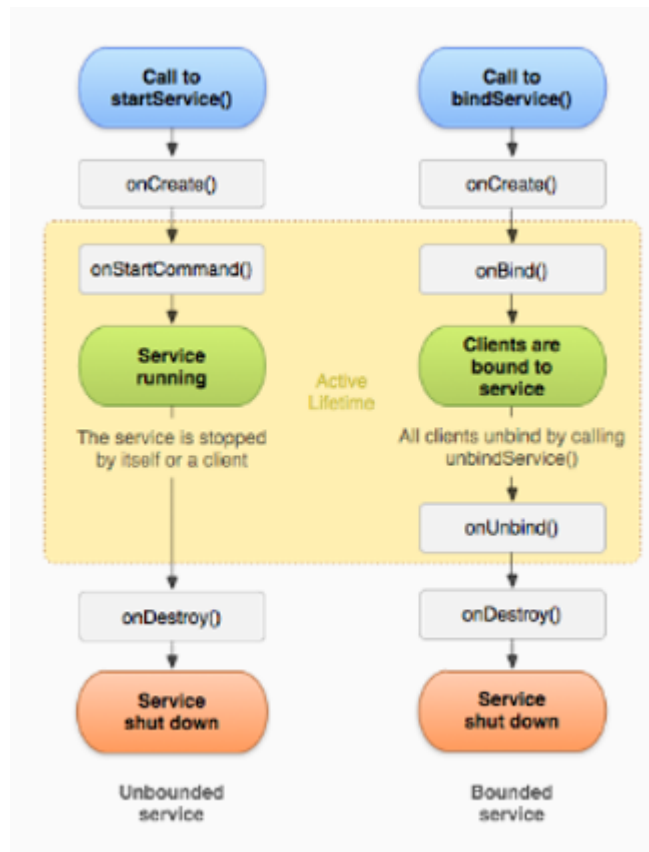 Call to
startService()
onCreate()
onStartCommand()
Service
running
The service is stopped
by itself or a client
onDestroy()
Service
shut down
Unbounded
service
Active
Lifetime
Call to
bindService()
onCreate()
onBind()
Clients are
bound to
service
All clients unbind by calling
unbindService()
onUnbind()
onDestroy()
Service
shut down
Bounded
service